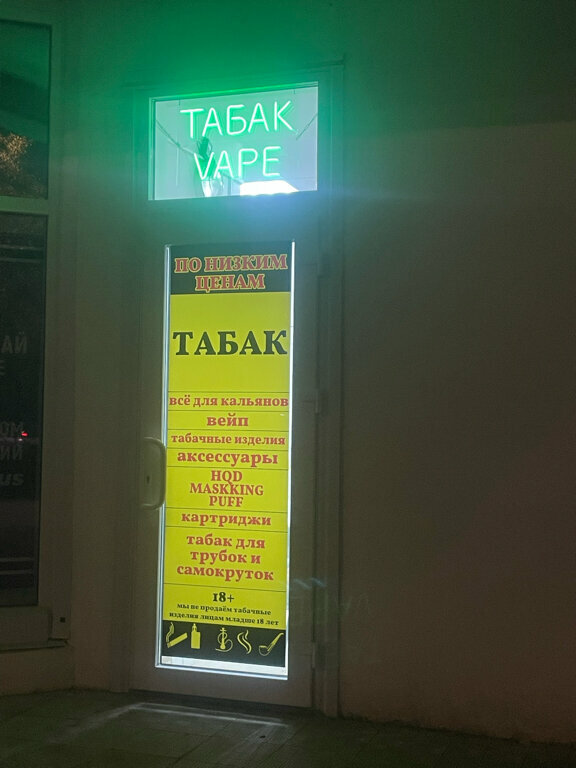 ТАБАК
VAPE
ПО НИЗКИМ
ЦЕНАМ
ТАБАК
всё для кальянов
вейп
табачные изделия
аксессуары
HQD
MASKKING
PUFF
картриджи
табак для
трубок и
самокруток
18+
мы не продаём табачные
изделия лицам младше 18 лет